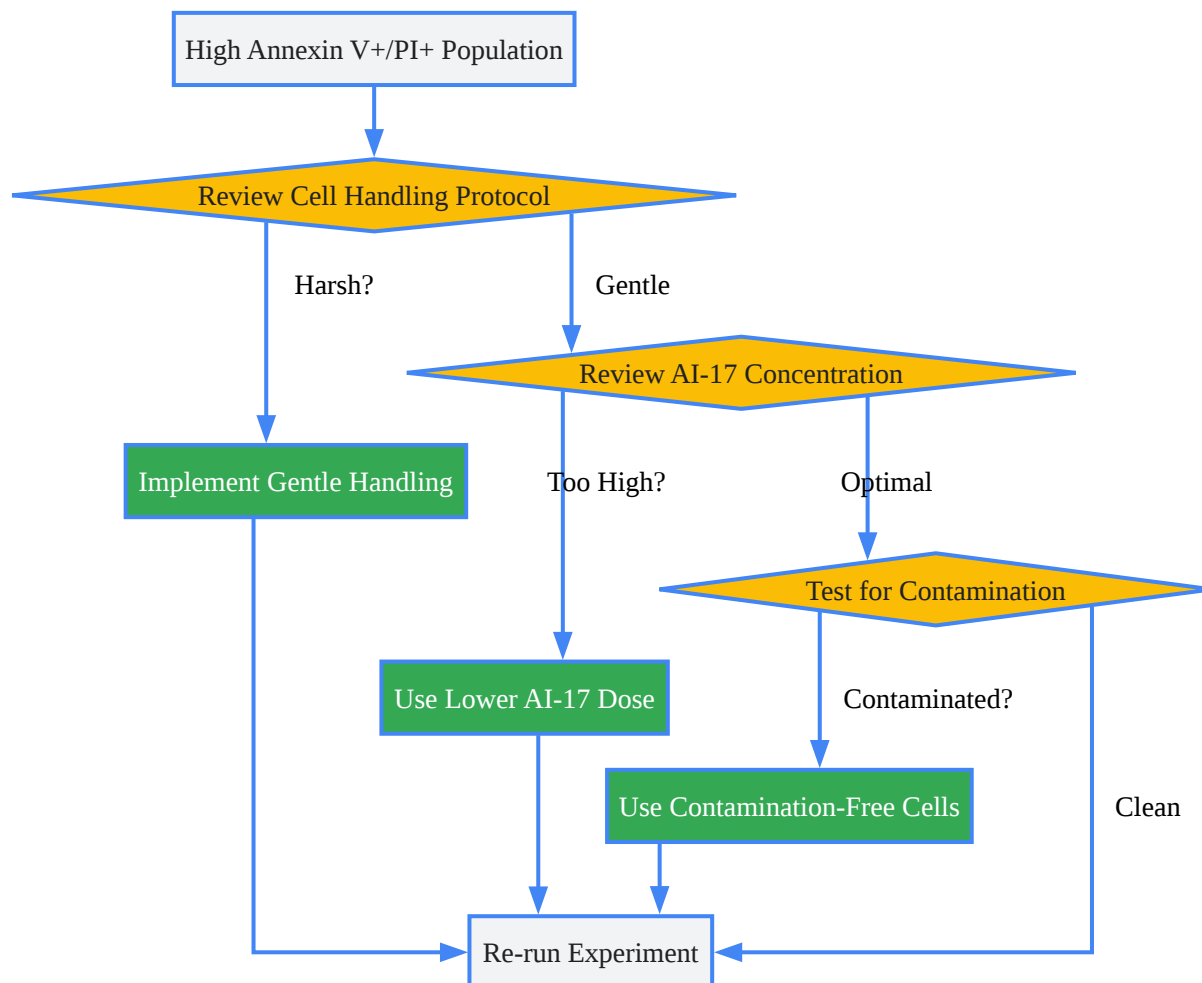 High Annexin V+/PI+ Population
Review Cell Handling Protocol
Harsh?
Gentle
Review AI-17 Concentration
Implement Gentle Handling
Too High?
Optimal
Test for Contamination
Use Lower AI-17 Dose
Contaminated?
Use Contamination-Free Cells
Clean
Re-run Experiment